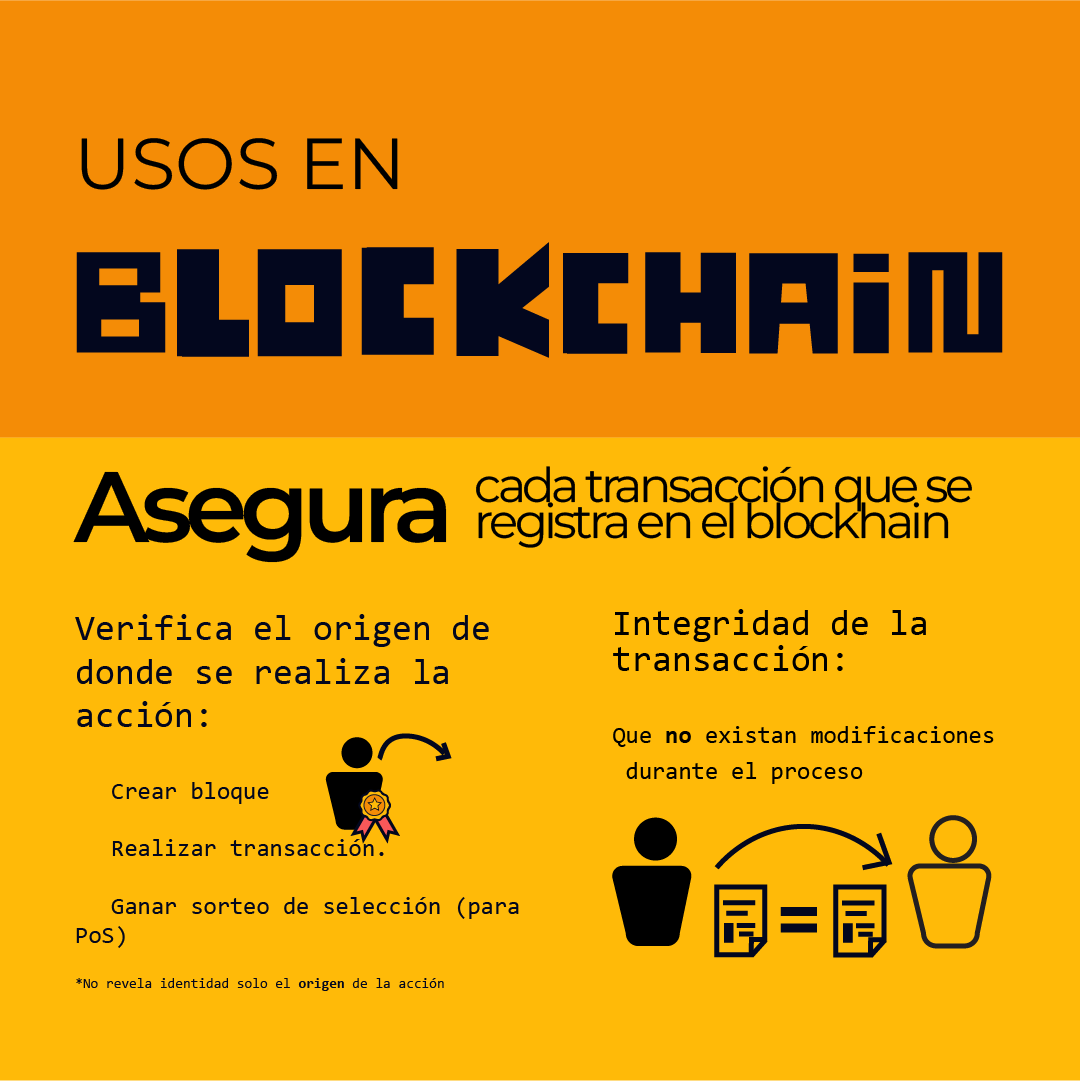 USOS EN
BLOCKCHAiN
Asegura
cada transacción que se
registra en el blockhain
Verifica el origen de
donde se realiza la
acción:
Crear bloque
Realizar transacción.
Ganar sorteo de selección (para
PoS)
*No revela identidad solo el origen de la acción
Integridad de la
transacción:
Que no existan modificaciones
durante el proceso